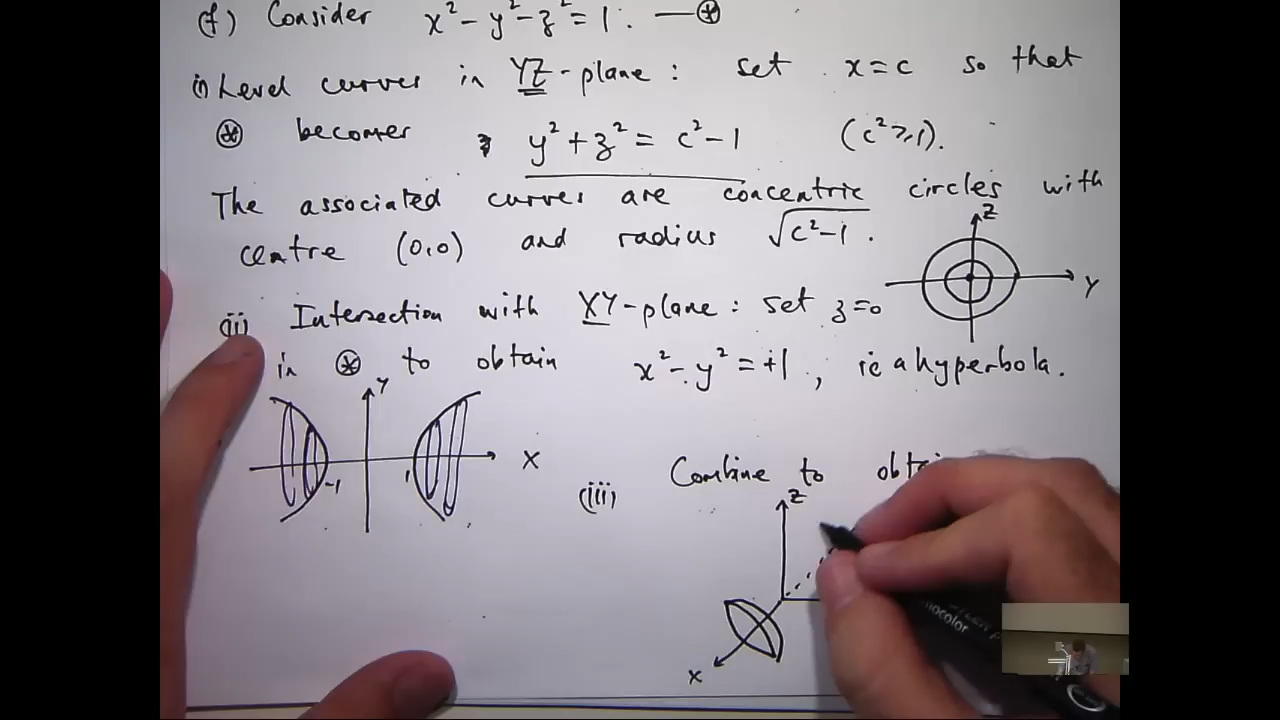 (f) Consider x² - y² - z² = 1. — ⊛
(i) Level curves in YZ-plane: set x = c so that
⊛ becomes y² + z² = c² - 1 (c² ≥ 1).
The associated curves are concentric circles with
centre (0,0) and radius √(c²-1).
Z
Y
(ii) Intersection with XY-plane: set z=0
in ⊛ to obtain x² - y² = +1, ie a hyperbola.
Y
X
-1
1
(iii) Combine to obtain
Z
x